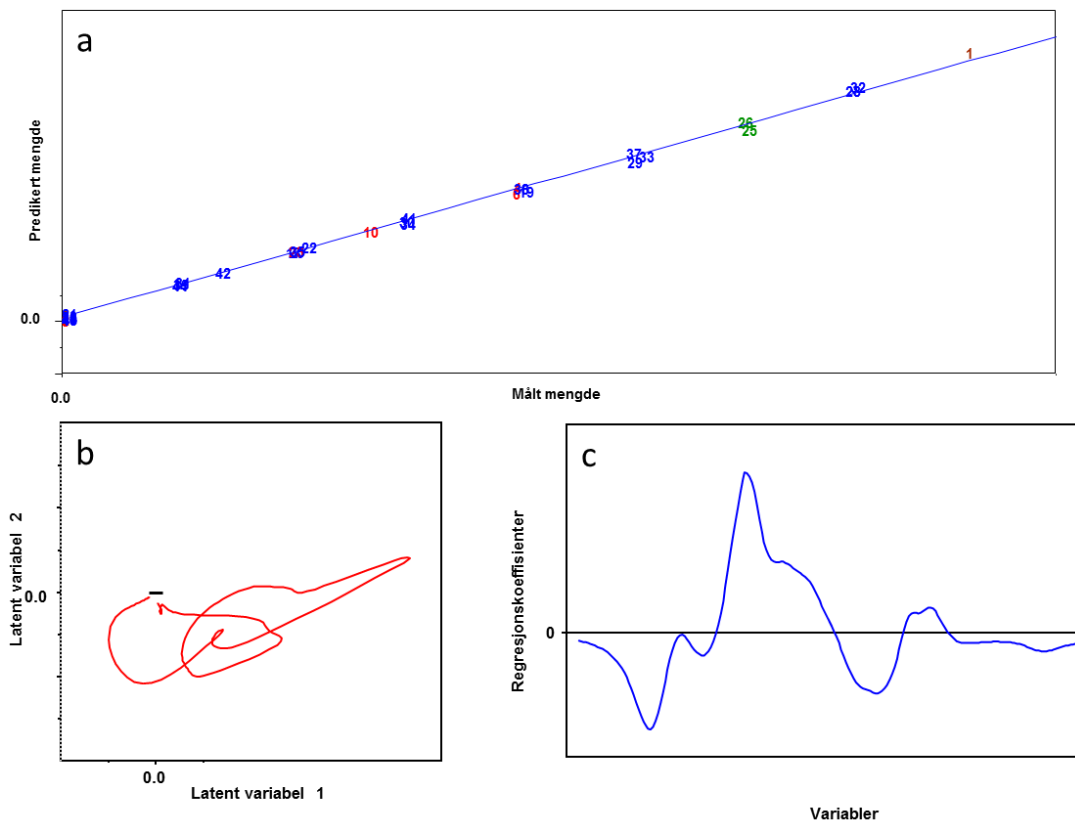 a
1
32
28
26
25
37
33
29
19
6
10
34
22
42
Predikert mengde
0.0
0.0
Målt mengde
b
Latent variabel 2
0.0
0.0
Latent variabel 1
c
Regresjonskoeffisienter
0
Variabler